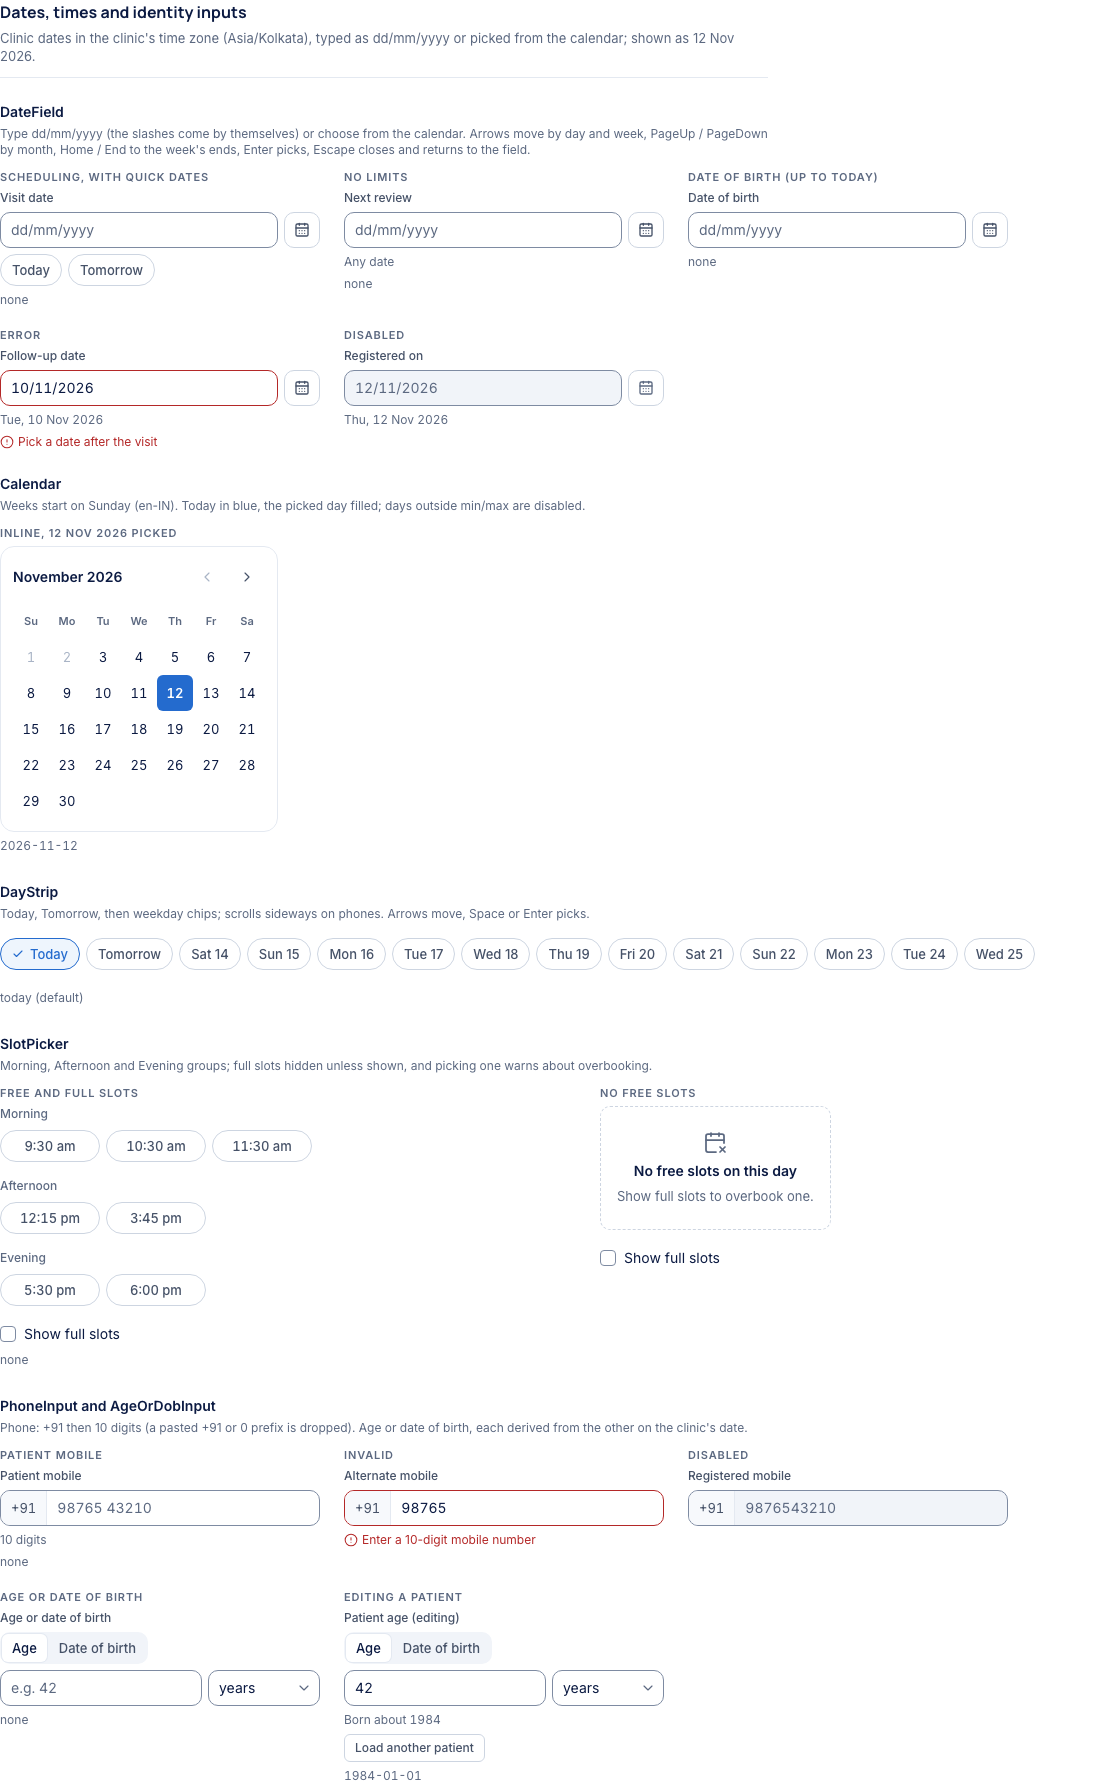 Dates, times and identity inputs
Clinic dates in the clinic's time zone (Asia/Kolkata), typed as dd/mm/yyyy or picked from the calendar; shown as 12 Nov
2026.
DateField
Type dd/mm/yyyy (the slashes come by themselves) or choose from the calendar. Arrows move by day and week, PageUp / PageDown
by month, Home / End to the week's ends, Enter picks, Escape closes and returns to the field.
SCHEDULING, WITH QUICK DATES
Visit date
dd/mm/yyyy
Today Tomorrow
none
NO LIMITS
Next review
dd/mm/yyyy
Any date
none
DATE OF BIRTH (UP TO TODAY)
Date of birth
dd/mm/yyyy
none
ERROR
Follow-up date
10/11/2026
Tue, 10 Nov 2026
Pick a date after the visit
DISABLED
Registered on
12/11/2026
Thu, 12 Nov 2026
Calendar
Weeks start on Sunday (en-IN). Today in blue, the picked day filled; days outside min/max are disabled.
INLINE, 12 NOV 2026 PICKED
November 2026
Su Mo Tu We Th Fr Sa
1 2 3 4 5 6 7
8 9 10 11 12 13 14
15 16 17 18 19 20 21
22 23 24 25 26 27 28
29 30
2026-11-12
DayStrip
Today, Tomorrow, then weekday chips; scrolls sideways on phones. Arrows move, Space or Enter picks.
Today Tomorrow Sat 14 Sun 15 Mon 16 Tue 17 Wed 18 Thu 19 Fri 20 Sat 21 Sun 22 Mon 23 Tue 24 Wed 25
today (default)
SlotPicker
Morning, Afternoon and Evening groups; full slots hidden unless shown, and picking one warns about overbooking.
FREE AND FULL SLOTS
Morning
9:30 am 10:30 am 11:30 am
Afternoon
12:15 pm 3:45 pm
Evening
5:30 pm 6:00 pm
Show full slots
none
NO FREE SLOTS
No free slots on this day
Show full slots to overbook one.
Show full slots
PhoneInput and AgeOrDobInput
Phone: +91 then 10 digits (a pasted +91 or 0 prefix is dropped). Age or date of birth, each derived from the other on the clinic's date.
PATIENT MOBILE
Patient mobile
+91 98765 43210
10 digits
none
INVALID
Alternate mobile
+91 98765
Enter a 10-digit mobile number
DISABLED
Registered mobile
+91 9876543210
AGE OR DATE OF BIRTH
Age or date of birth
Age Date of birth
e.g. 42 years
none
EDITING A PATIENT
Patient age (editing)
Age Date of birth
42 years
Born about 1984
Load another patient
1984-01-01